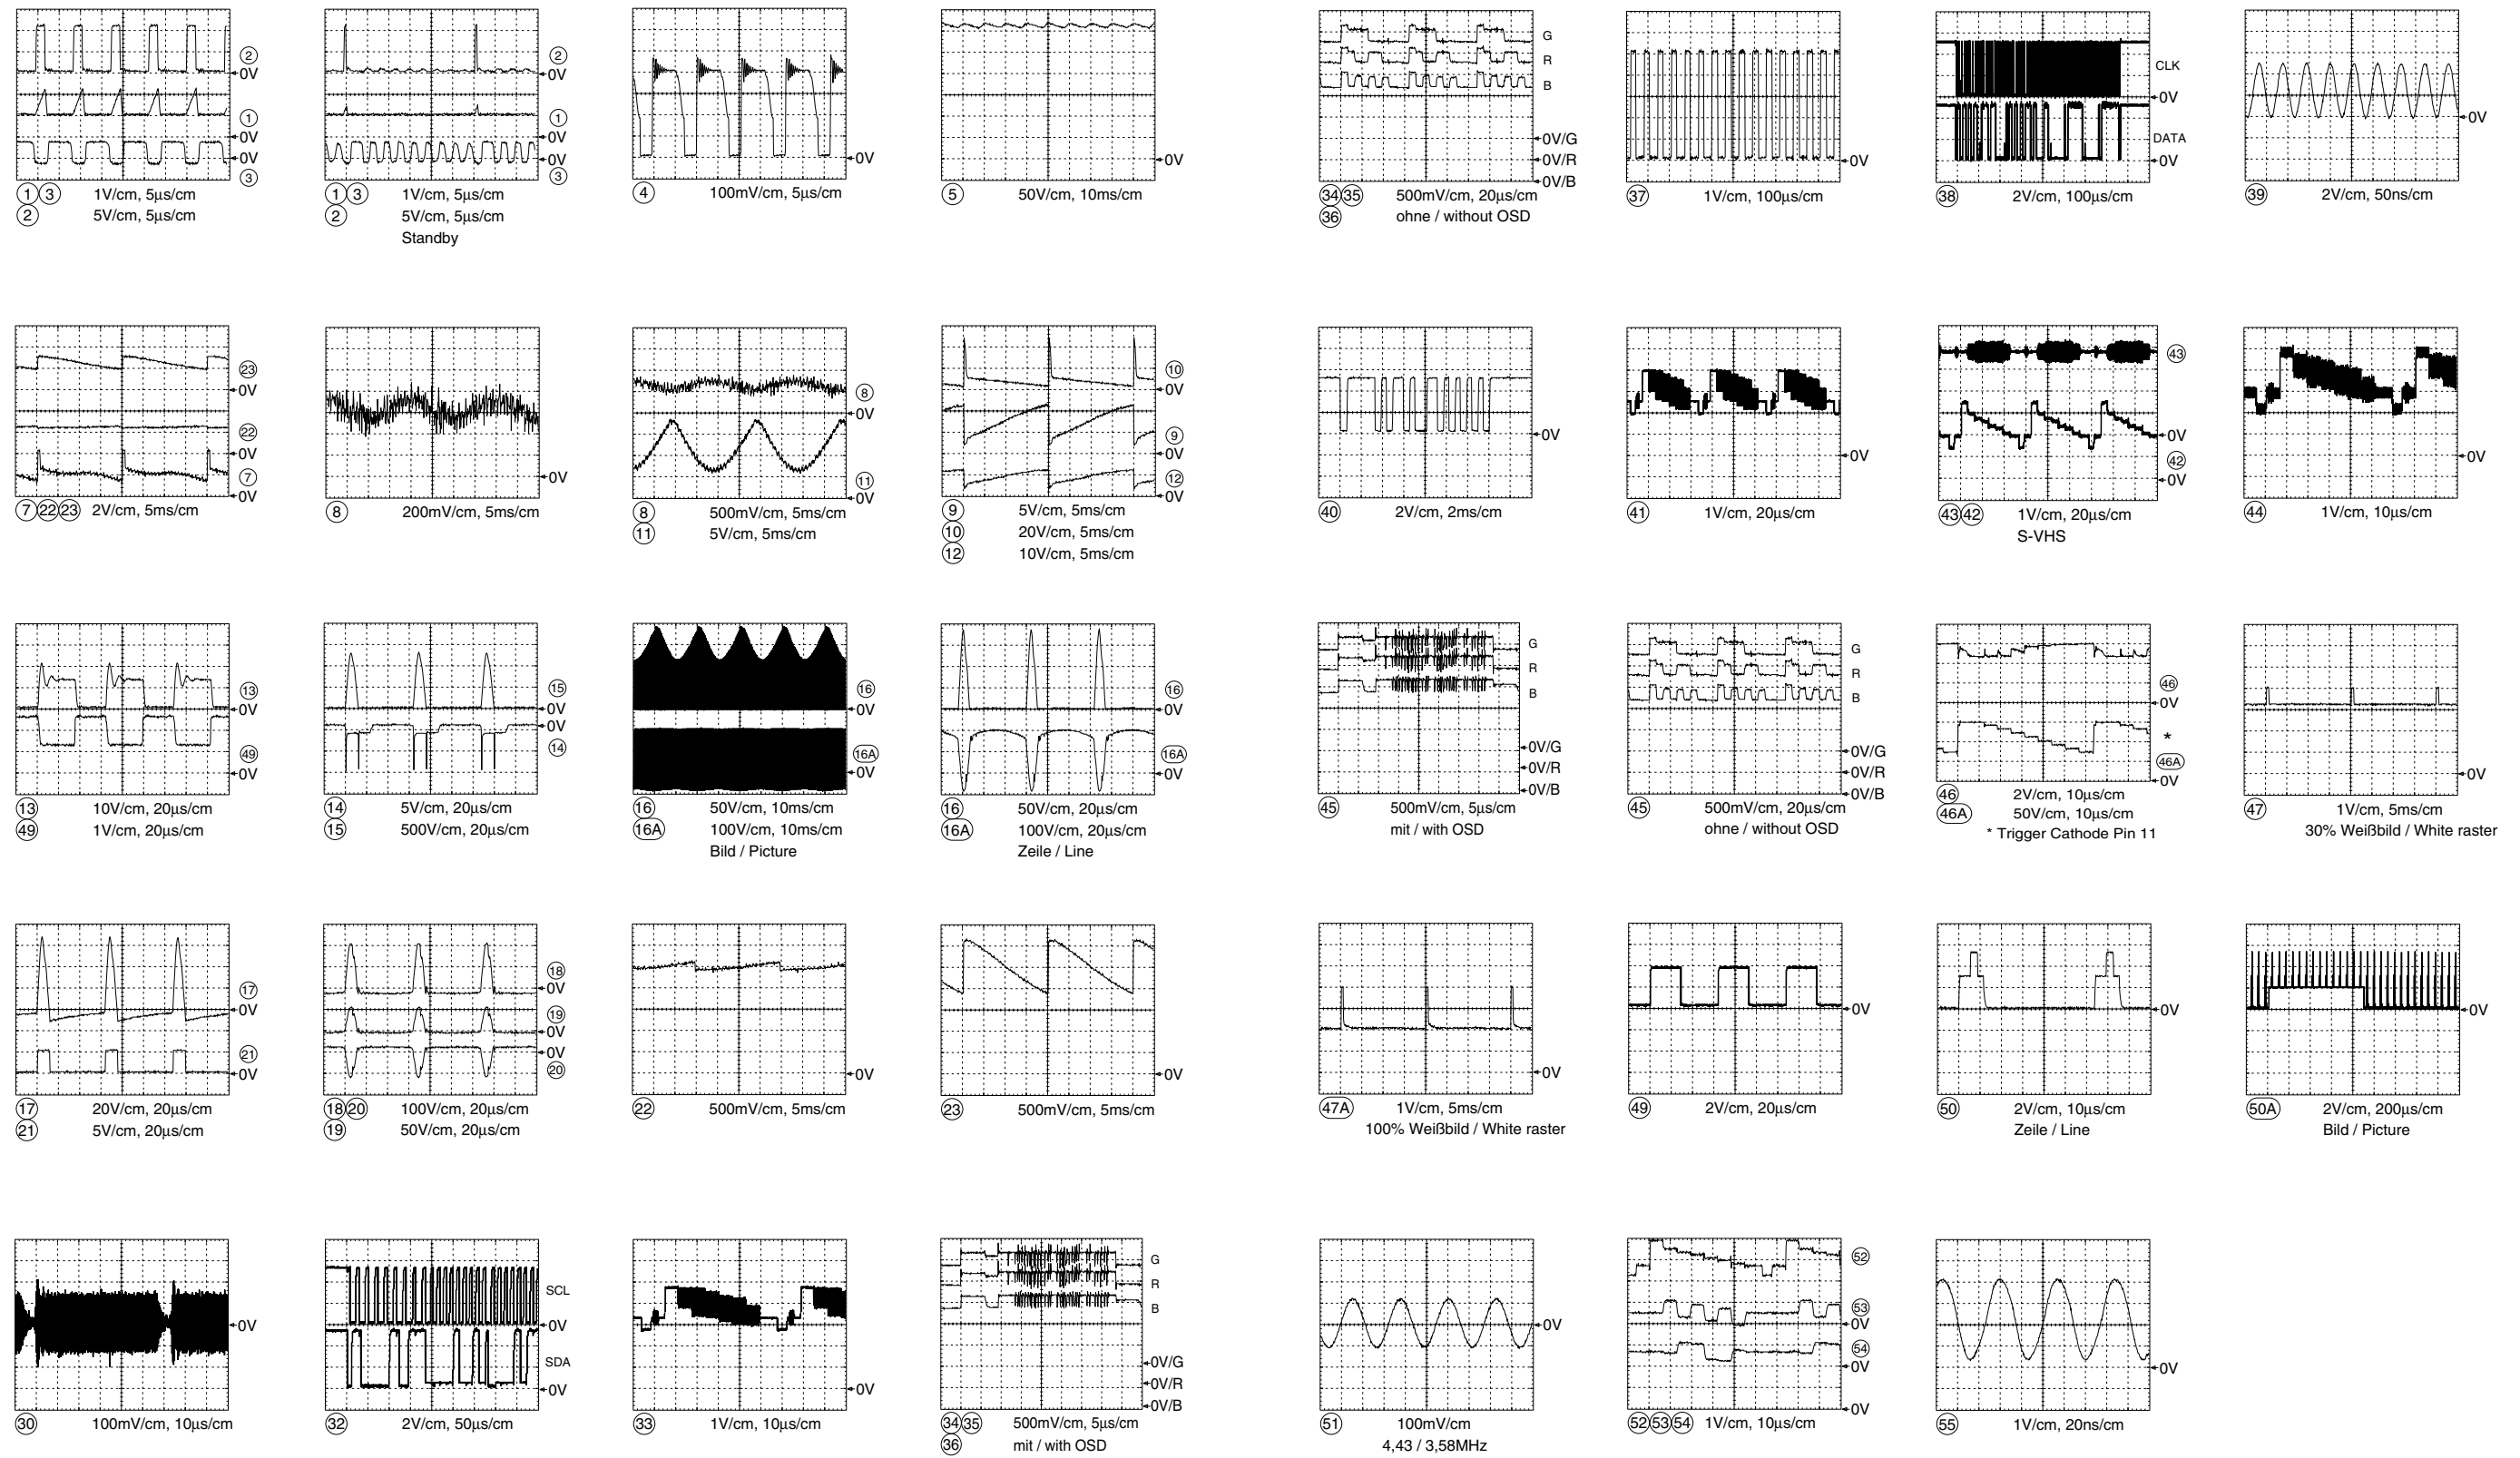 ② ② G
0V 0V R CLK
① ① B 0V
0V 0V 0V/G DATA 0V
0V 0V 0V 0V 0V/R 0V 0V
③ ③ 0V/B
①③ 1V/cm, 5µs/cm ①③ 1V/cm, 5µs/cm ④ 100mV/cm, 5µs/cm ⑤ 50V/cm, 10ms/cm ㉞㉟ 500mV/cm, 20µs/cm ㊲ 1V/cm, 100µs/cm ㊳ 2V/cm, 100µs/cm ㊴ 2V/cm, 50ns/cm
② 5V/cm, 5µs/cm ② 5V/cm, 5µs/cm ㊱ ohne / without OSD
Standby
㉓ ⑩ ㊸
0V ⑧ 0V
㉒ 0V ⑨ 0V 0V
0V 0V 0V ㊷ 0V
⑦ 0V ⑪ ⑫ 0V
0V 0V 0V
⑦㉒㉓ 2V/cm, 5ms/cm ⑧ 200mV/cm, 5ms/cm ⑧ 500mV/cm, 5ms/cm ⑨ 5V/cm, 5ms/cm ㊵ 2V/cm, 2ms/cm ㊶ 1V/cm, 20µs/cm ㊸㊷ 1V/cm, 20µs/cm ㊹ 1V/cm, 10µs/cm
⑪ 5V/cm, 5ms/cm ⑩ 20V/cm, 5ms/cm S-VHS
⑫ 10V/cm, 5ms/cm
G G
R R
⑬ ⑮ ⑯ ⑯ B B ㊻
0V 0V 0V 0V 0V
0V *
㊾ ⑭ 16A 16A 0V/G 0V/G 46A
0V 0V 0V 0V/R 0V/R 0V 0V
0V/B 0V/B
⑬ 10V/cm, 20µs/cm ⑭ 5V/cm, 20µs/cm ⑯ 50V/cm, 10ms/cm ⑯ 50V/cm, 20µs/cm ㊺ 500mV/cm, 5µs/cm ㊺ 500mV/cm, 20µs/cm ㊻ 2V/cm, 10µs/cm ㊼ 1V/cm, 5ms/cm
㊾ 1V/cm, 20µs/cm ⑮ 500V/cm, 20µs/cm 16A 100V/cm, 10ms/cm 16A 100V/cm, 20µs/cm mit / with OSD ohne / without OSD 46A 50V/cm, 10µs/cm 30% Weißbild / White raster
Bild / Picture Zeile / Line * Trigger Cathode Pin 11
⑱
⑰ 0V
0V ⑲ 0V 0V 0V
0V
㉑ 0V
0V ⑳ 0V 0V 0V
⑰ 20V/cm, 20µs/cm ⑱⑳ 100V/cm, 20µs/cm ㉒ 500mV/cm, 5ms/cm ㉓ 500mV/cm, 5ms/cm 47A 1V/cm, 5ms/cm ㊾ 2V/cm, 20µs/cm ㊿ 2V/cm, 10µs/cm 50A 2V/cm, 200µs/cm
㉑ 5V/cm, 20µs/cm ⑲ 50V/cm, 20µs/cm 100% Weißbild / White raster Zeile / Line Bild / Picture
G (52)
SCL R
B (53)
0V 0V 0V 0V
SDA 0V/G (54) 0V 0V
0V 0V 0V/R
0V/B 0V
㉚ 100mV/cm, 10µs/cm ㉜ 2V/cm, 50µs/cm ㉝ 1V/cm, 10µs/cm ㉞㉟ 500mV/cm, 5µs/cm (51) 100mV/cm (52)(53)(54) 1V/cm, 10µs/cm (55) 1V/cm, 20ns/cm
㊱ mit / with OSD 4,43 / 3,58MHz